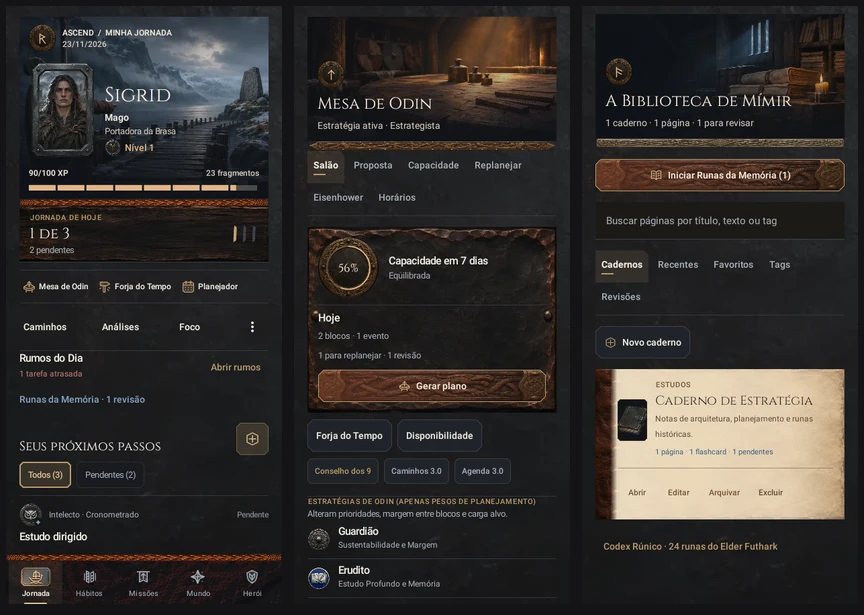 ASCEND / MINHA JORNADA
23/11/2026
SIGRID
Mago
Portadora da Brasa
Nível 1
90/100 XP
23 fragmentos
JORNADA DE HOJE
1 DE 3
2 pendentes
Mesa de Odin
Forja do Tempo
Planejador
Caminhos
Análises
Foco
Rumos do Dia
1 tarefa atrasada
Abrir rumos
Runas da Memória · 1 revisão
SEUS PRÓXIMOS PASSOS
Todos (3)
Pendentes (2)
Intelecto · Cronometrado
Pendente
Estudo dirigido
Jornada
Hábitos
Missões
Mundo
Herói
MESA DE ODIN
Estratégia ativa · Estrategista
Salão
Proposta
Capacidade
Replanejar
Eisenhower
Horários
56%
Capacidade em 7 dias
Equilibrada
Hoje
2 blocos · 1 evento
1 para replanejar · 1 revisão
Gerar plano
Forja do Tempo
Disponibilidade
Conselho dos 9
Caminhos 3.0
Agenda 3.0
ESTRATÉGIAS DE ODIN (APENAS PESOS DE PLANEJAMENTO)
Alteram prioridades, margem entre blocos e carga alvo.
Guardião
Sustentabilidade e Margem
Erudito
Estudo Profundo e Memória
A BIBLIOTECA DE MÍMIR
1 caderno · 1 página · 1 para revisar
Iniciar Runas da Memória (1)
Buscar páginas por título, texto ou tag
Cadernos
Recentes
Favoritos
Tags
Revisões
Novo caderno
ESTUDOS
CADERNO DE ESTRATÉGIA
Notas de arquitetura, planejamento e runas
históricas.
1 página · 1 flashcard · 1 pendentes
Abrir
Editar
Arquivar
Excluir
Codex Rúnico · 24 runas do Elder Futhark